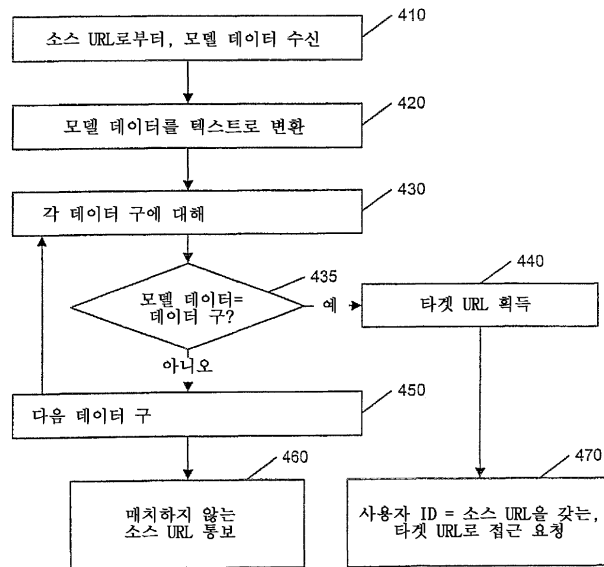 410
소스 URL로부터, 모델 데이터 수신
420
모델 데이터를 텍스트로 변환
430
각 데이터 구에 대해
435
모델 데이터=
데이터 구?
예
440
타겟 URL 획득
아니오
450
다음 데이터 구
460
매치하지 않는
소스 URL 통보
470
사용자 ID = 소스 URL을 갖는,
타겟 URL로 접근 요청